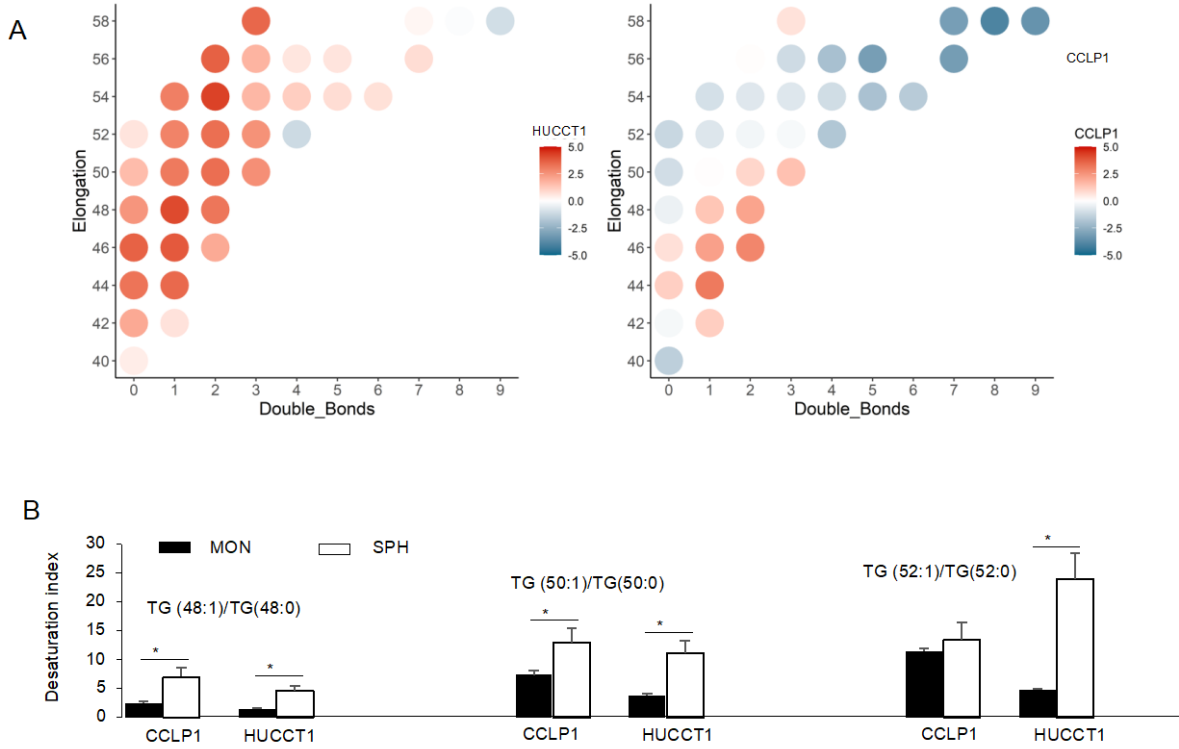 A
58
56
54
52
50
48
46
44
42
40
Elongation
0 1 2 3 4 5 6 7 8 9
Double_Bonds
HUCCT1
5.0
2.5
0.0
-2.5
-5.0
58
56
54
52
50
48
46
44
42
40
Elongation
0 1 2 3 4 5 6 7 8 9
Double_Bonds
CCLP1
CCLP1
5.0
2.5
0.0
-2.5
-5.0
B
Desaturation index
30
25
20
15
10
5
0
MON SPH
TG (48:1)/TG(48:0)
* *
CCLP1 HUCCT1
TG (50:1)/TG(50:0)
* *
CCLP1 HUCCT1
TG (52:1)/TG(52:0)
*
CCLP1 HUCCT1